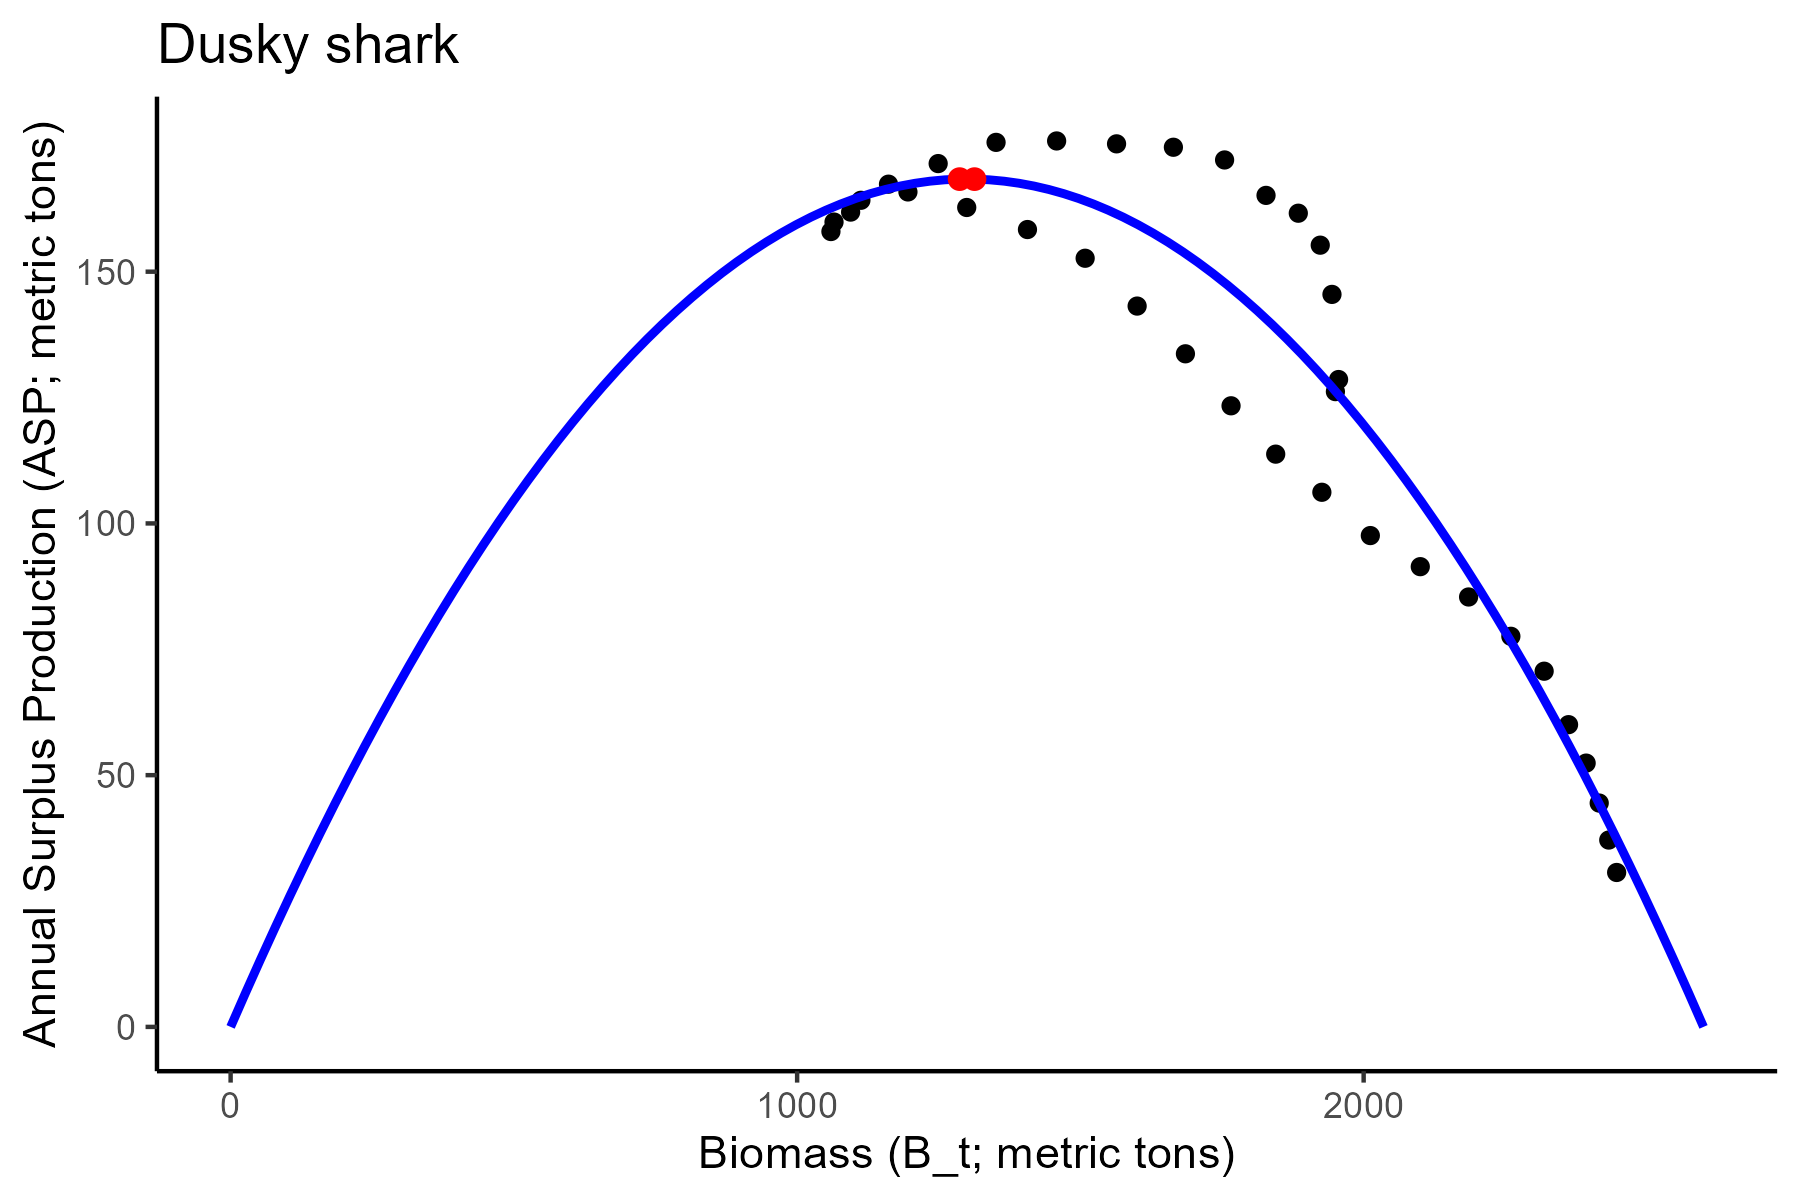 Dusky shark
Annual Surplus Production (ASP; metric tons)
150
100
50
0
0 1000 2000
Biomass (B_t; metric tons)